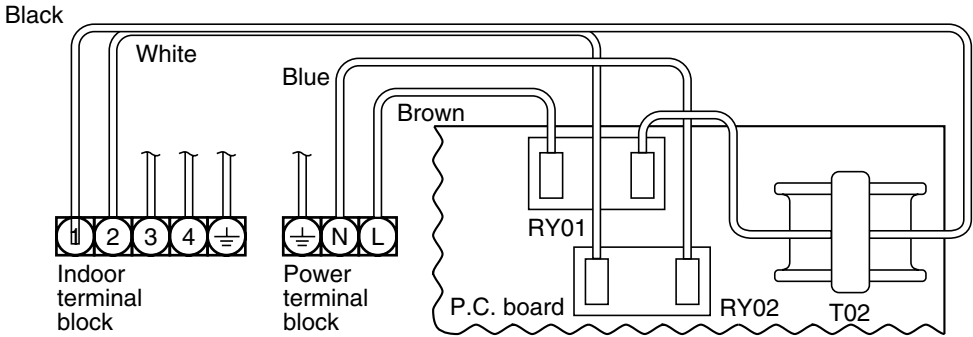 Black
White
Blue
Brown
1 2 3 4 N L
RY01
Indoor
terminal
block
Power
terminal
block
P.C. board
RY02
T02